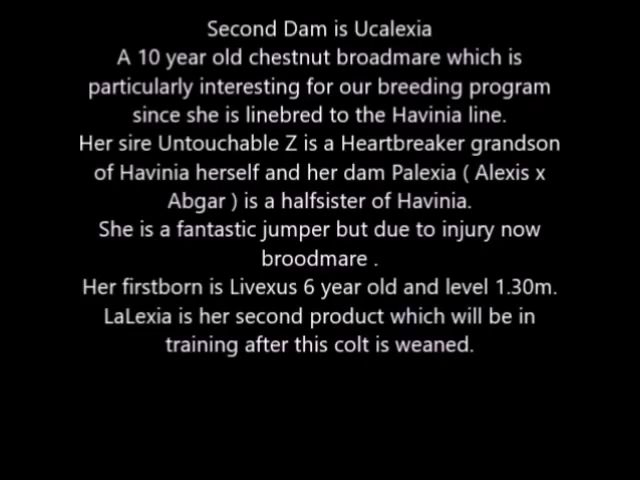 Second Dam is Ucalexia
A 10 year old chestnut broadmare which is
particularly interesting for our breeding program
since she is linebred to the Havinia line.
Her sire Untouchable Z is a Heartbreaker grandson
of Havinia herself and her dam Palexia ( Alexis x
Abgar ) is a halfsister of Havinia.
She is a fantastic jumper but due to injury now
broodmare .
Her firstborn is Livexus 6 year old and level 1.30m.
LaLexia is her second product which will be in
training after this colt is weaned.